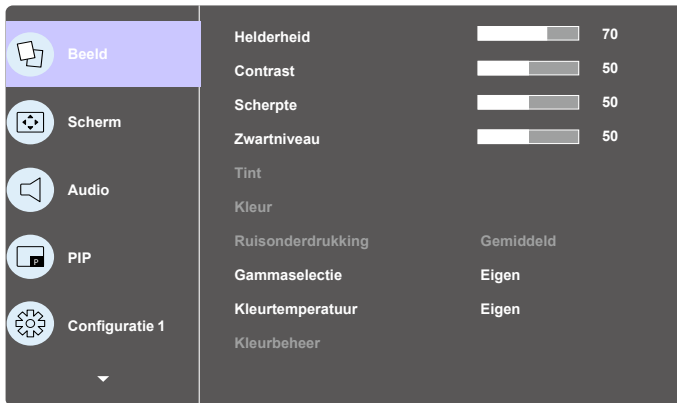 Beeld
Scherm
Audio
P
PIP
Configuratie 1
Helderheid 70
Contrast 50
Scherpte 50
Zwartniveau 50
Tint
Kleur
Ruisonderdrukking Gemiddeld
Gammaselectie Eigen
Kleurtemperatuur Eigen
Kleurbeheer